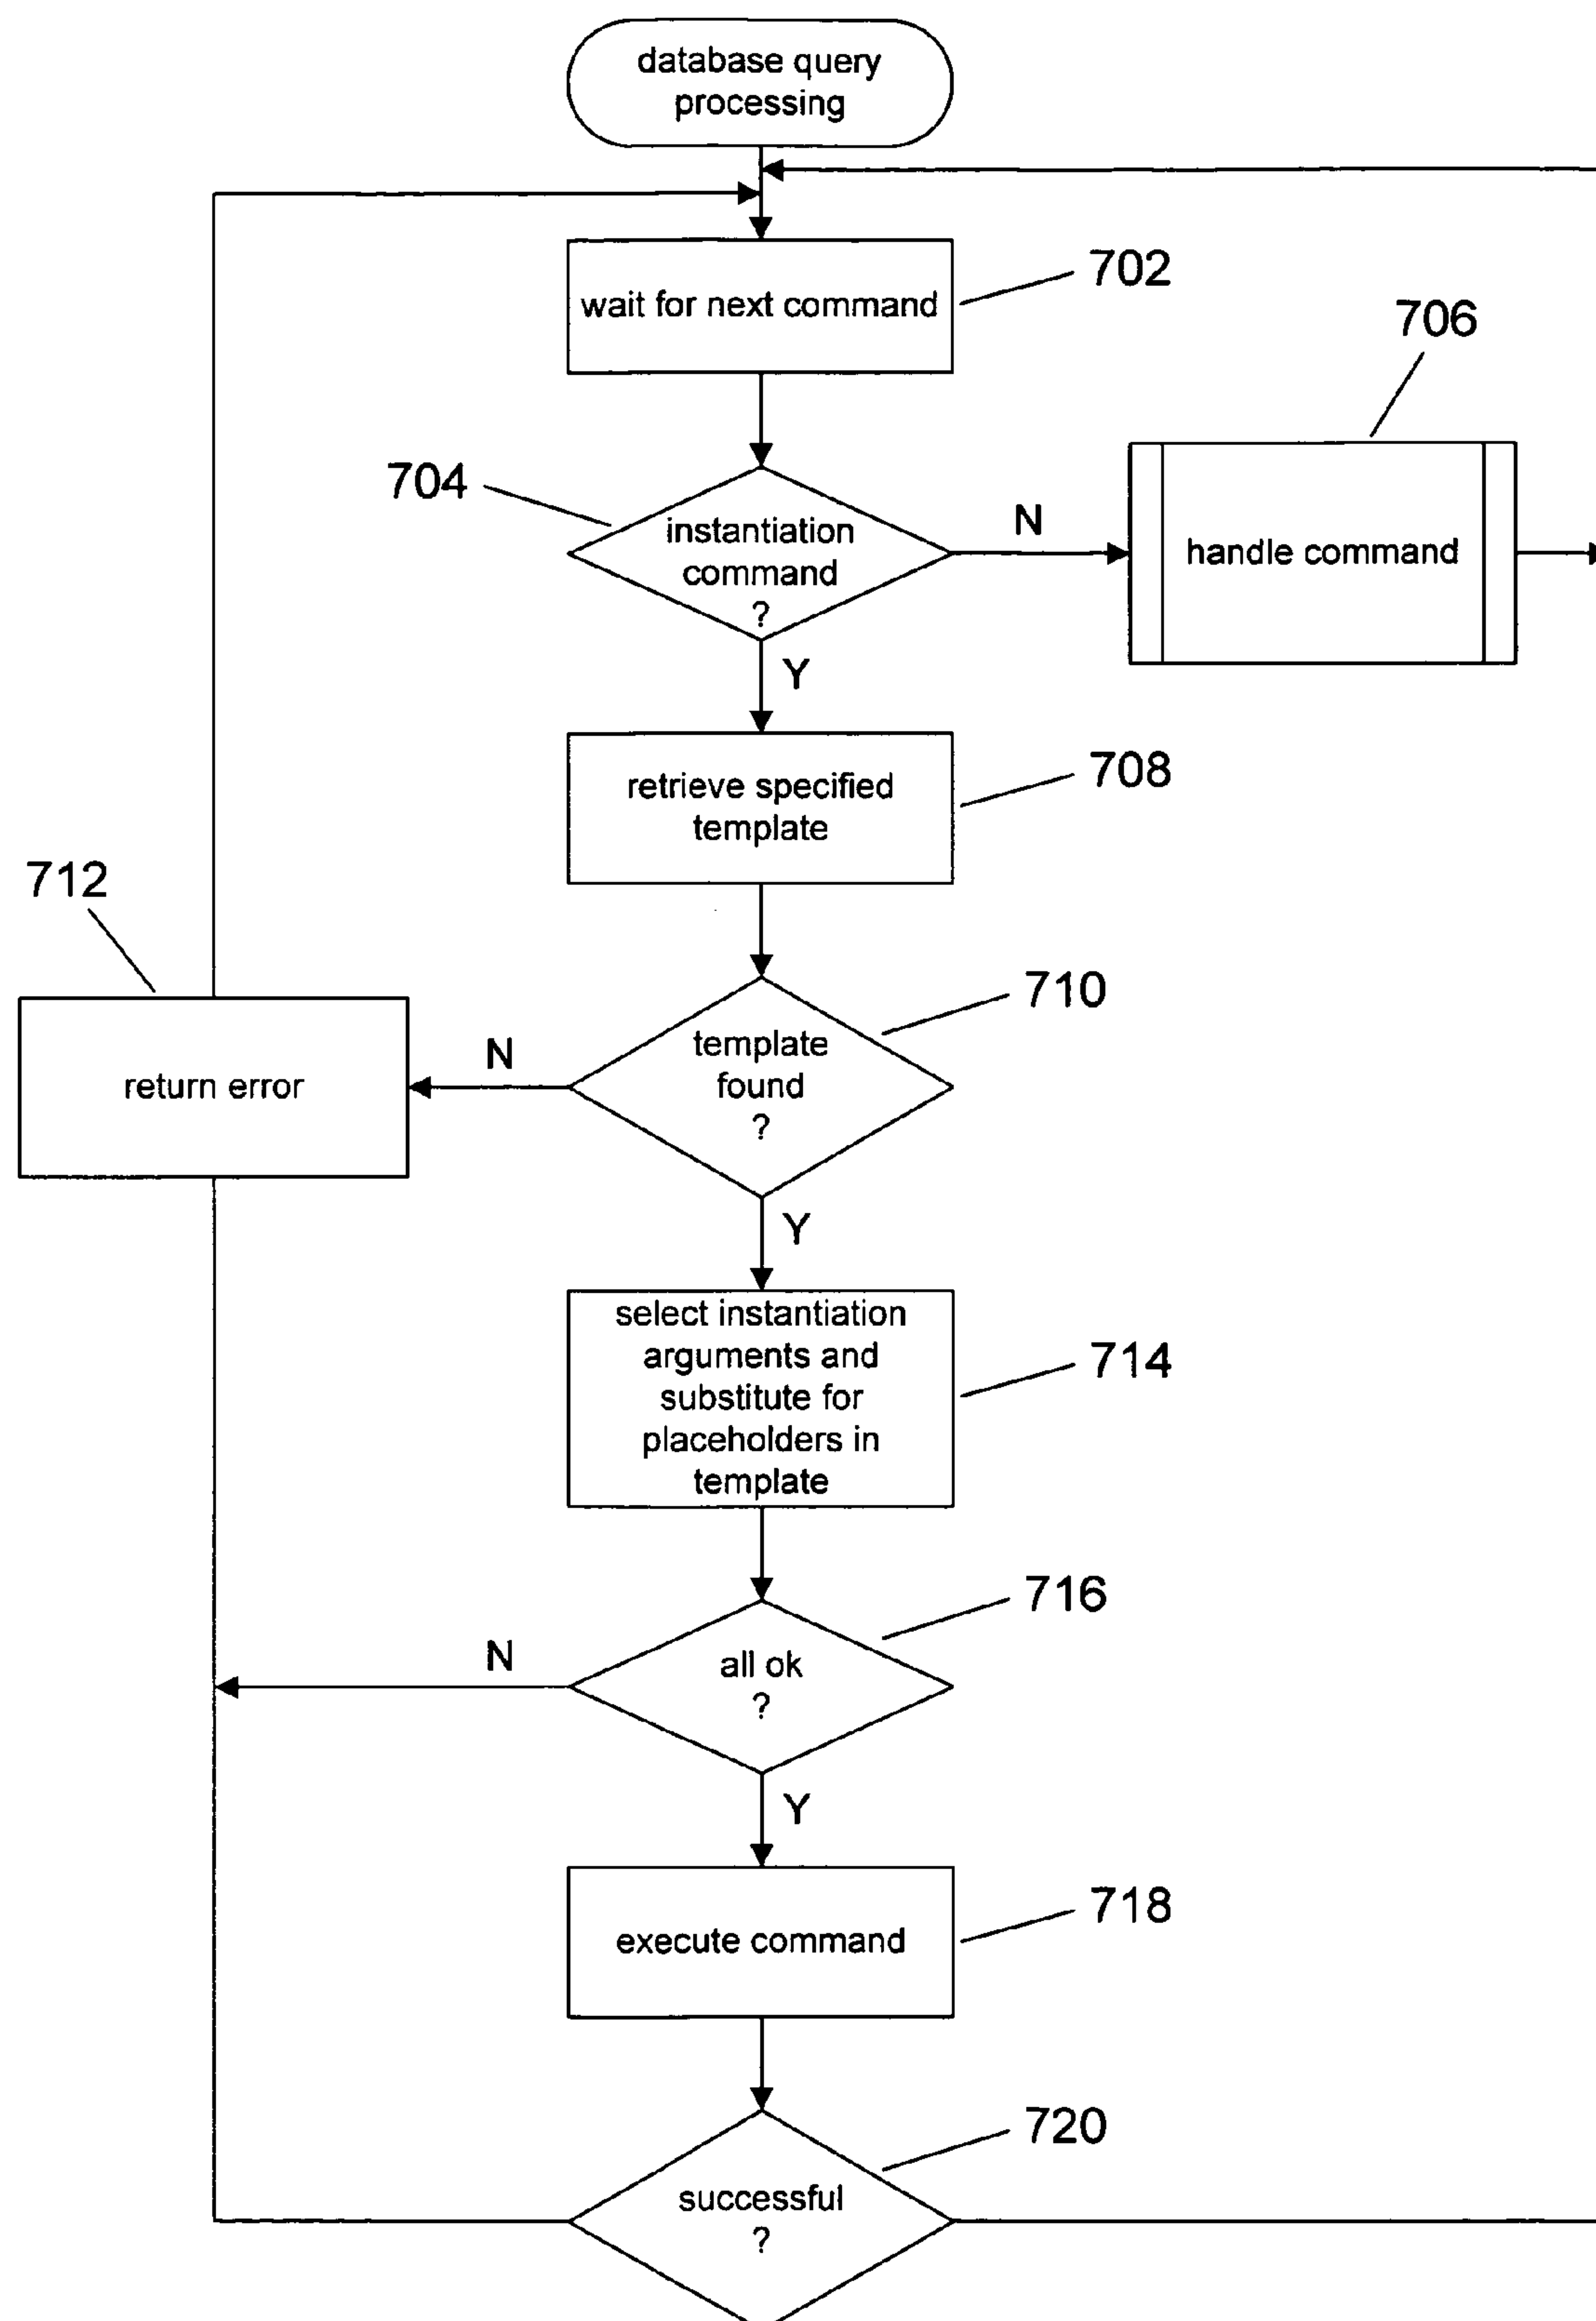 database query
processing
wait for next command
702
706
704
instantiation
command
?
N
handle command
Y
retrieve specified
template
708
712
710
template
found
?
N
return error
Y
select instantiation
arguments and
substitute for
placeholders in
template
714
716
all ok
?
N
Y
execute command
718
720
successful
?